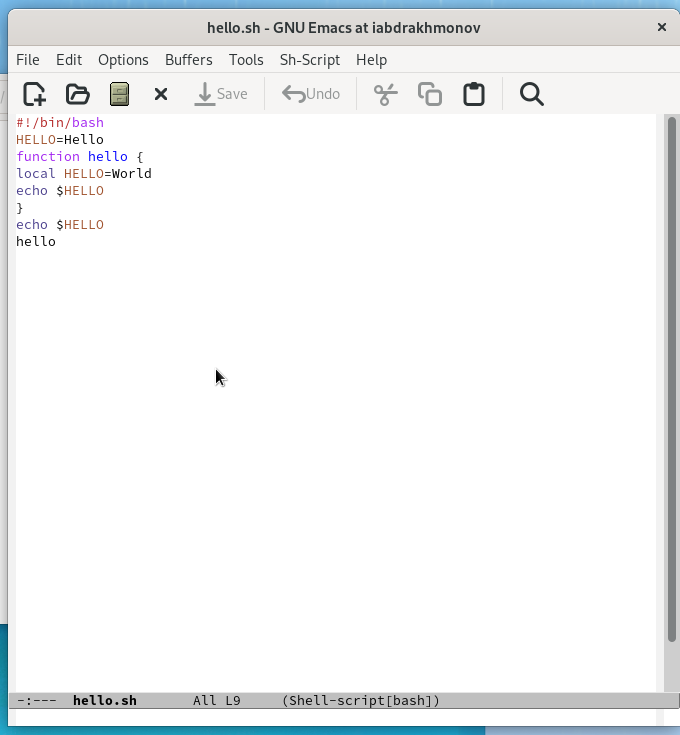 hello.sh - GNU Emacs at iabdrakhmonov
File Edit Options Buffers Tools Sh-Script Help
Save Undo
#!/bin/bash
HELLO=Hello
function hello {
local HELLO=World
echo $HELLO
}
echo $HELLO
hello
-:--- hello.sh All L9 (Shell-script[bash])